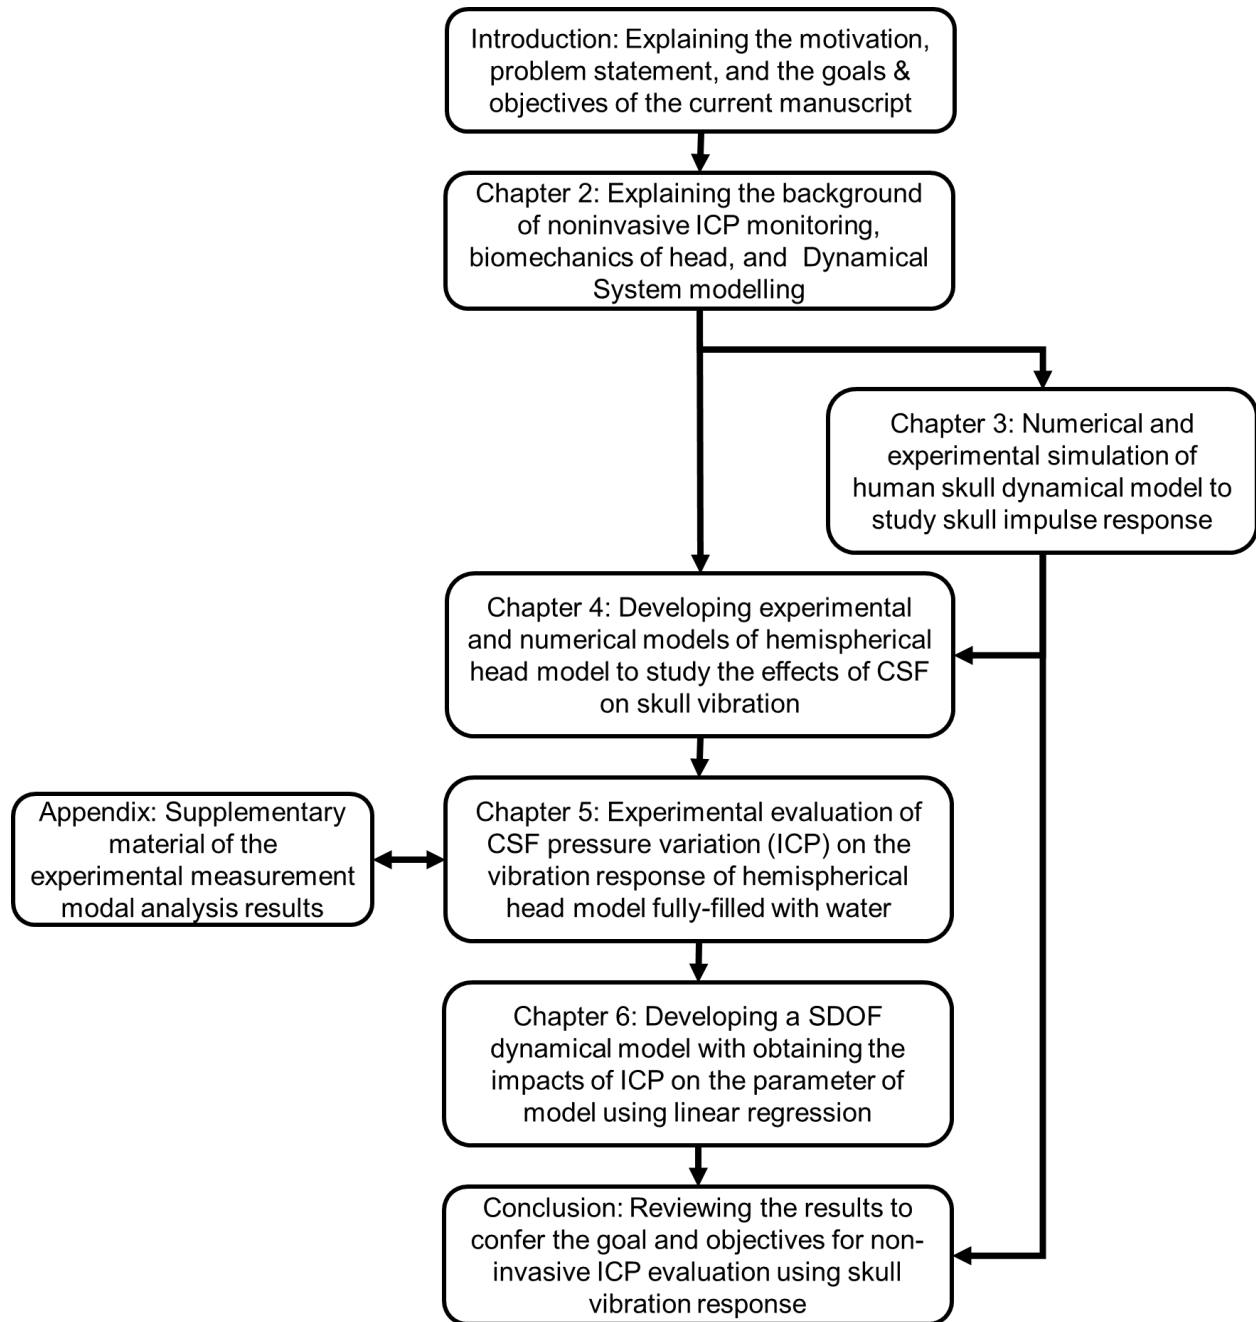 Introduction: Explaining the motivation,
problem statement, and the goals &
objectives of the current manuscript
Chapter 2: Explaining the background
of noninvasive ICP monitoring,
biomechanics of head, and Dynamical
System modelling
Chapter 3: Numerical and
experimental simulation of
human skull dynamical model to
study skull impulse response
Chapter 4: Developing experimental
and numerical models of hemispherical
head model to study the effects of CSF
on skull vibration
Appendix: Supplementary
material of the
experimental measurement
modal analysis results
Chapter 5: Experimental evaluation of
CSF pressure variation (ICP) on the
vibration response of hemispherical
head model fully-filled with water
Chapter 6: Developing a SDOF
dynamical model with obtaining the
impacts of ICP on the parameter of
model using linear regression
Conclusion: Reviewing the results to
confer the goal and objectives for non-
invasive ICP evaluation using skull
vibration response